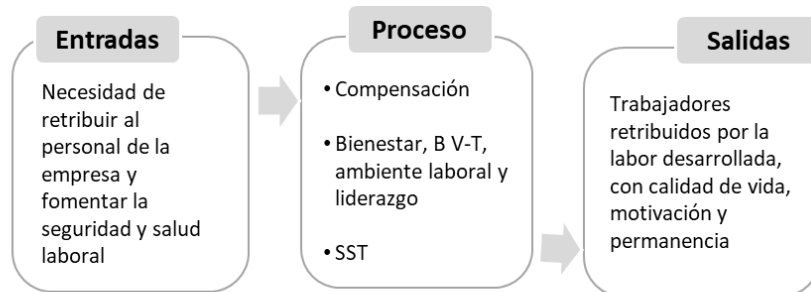 Entradas
Necesidad de
retribuir al
personal de la
empresa y
fomentar la
seguridad y salud
laboral
Proceso
• Compensación
• Bienestar, B V-T,
ambiente laboral y
liderazgo
• SST
Salidas
Trabajadores
retribuidos por la
labor desarrollada,
con calidad de vida,
motivación y
permanencia